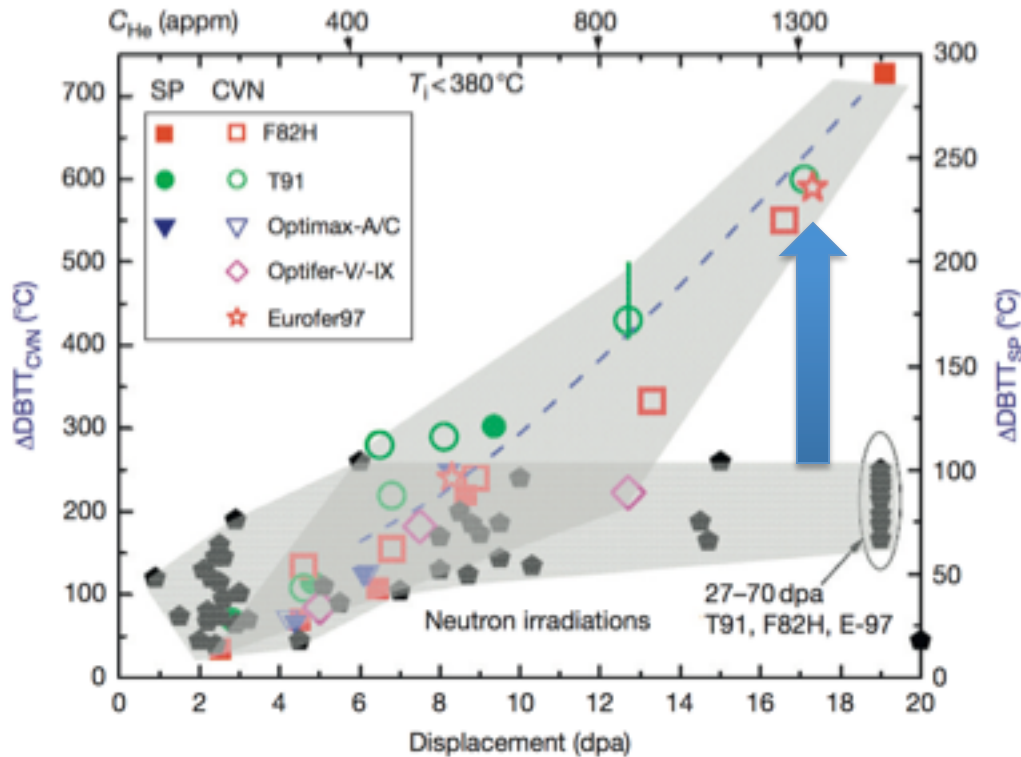 C_He (appm) 400 800 1300
T_i < 380 °C
SP CVN
F82H
T91
Optimax-A/C
Optifer-V/-IX
Eurofer97
ΔDBTT_CVN (°C)
700
600
500
400
300
200
100
0
ΔDBTT_SP (°C)
300
250
200
150
100
50
0
27–70 dpa
T91, F82H, E-97
Neutron irradiations
0 2 4 6 8 10 12 14 16 18 20
Displacement (dpa)